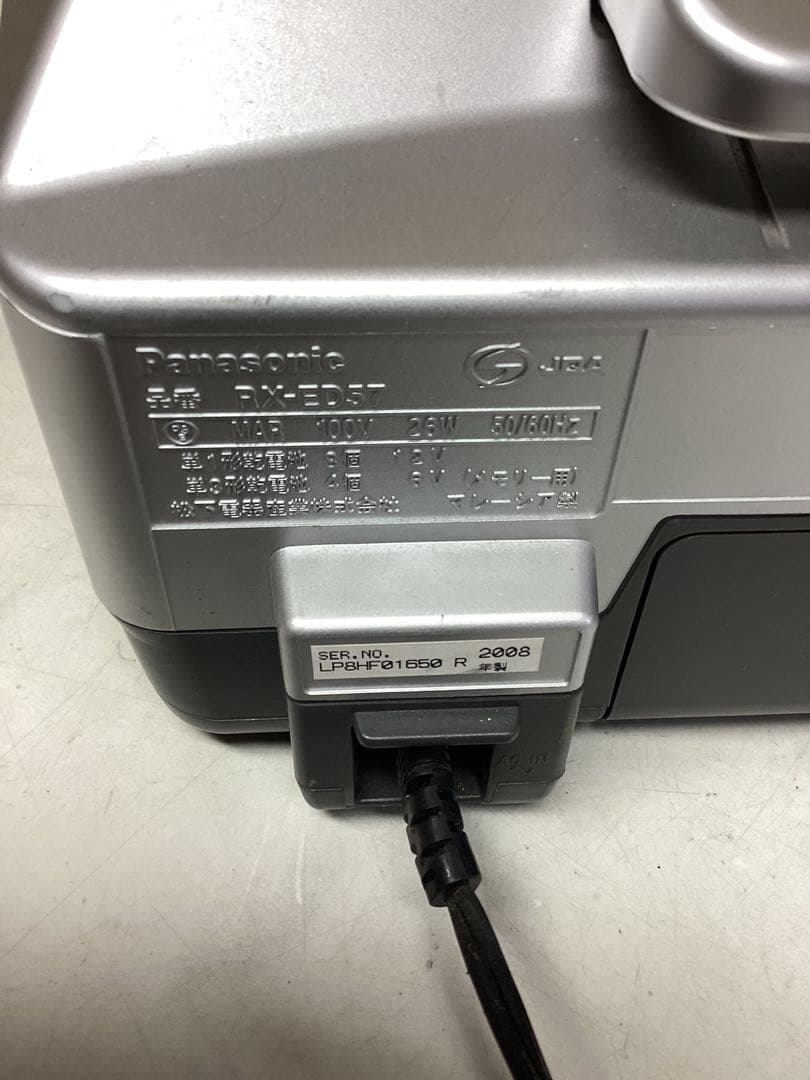 Panasonic JBA
品番 RX-ED57
PSE MAR 100V 26W 50/60Hz
単1形乾電池 8個 12V
単3形乾電池 4個 6V (メモリー用)
松下電器産業株式会社 マレーシア製
SER.NO. 2008
LP8HF01650 R 年製
AC IN